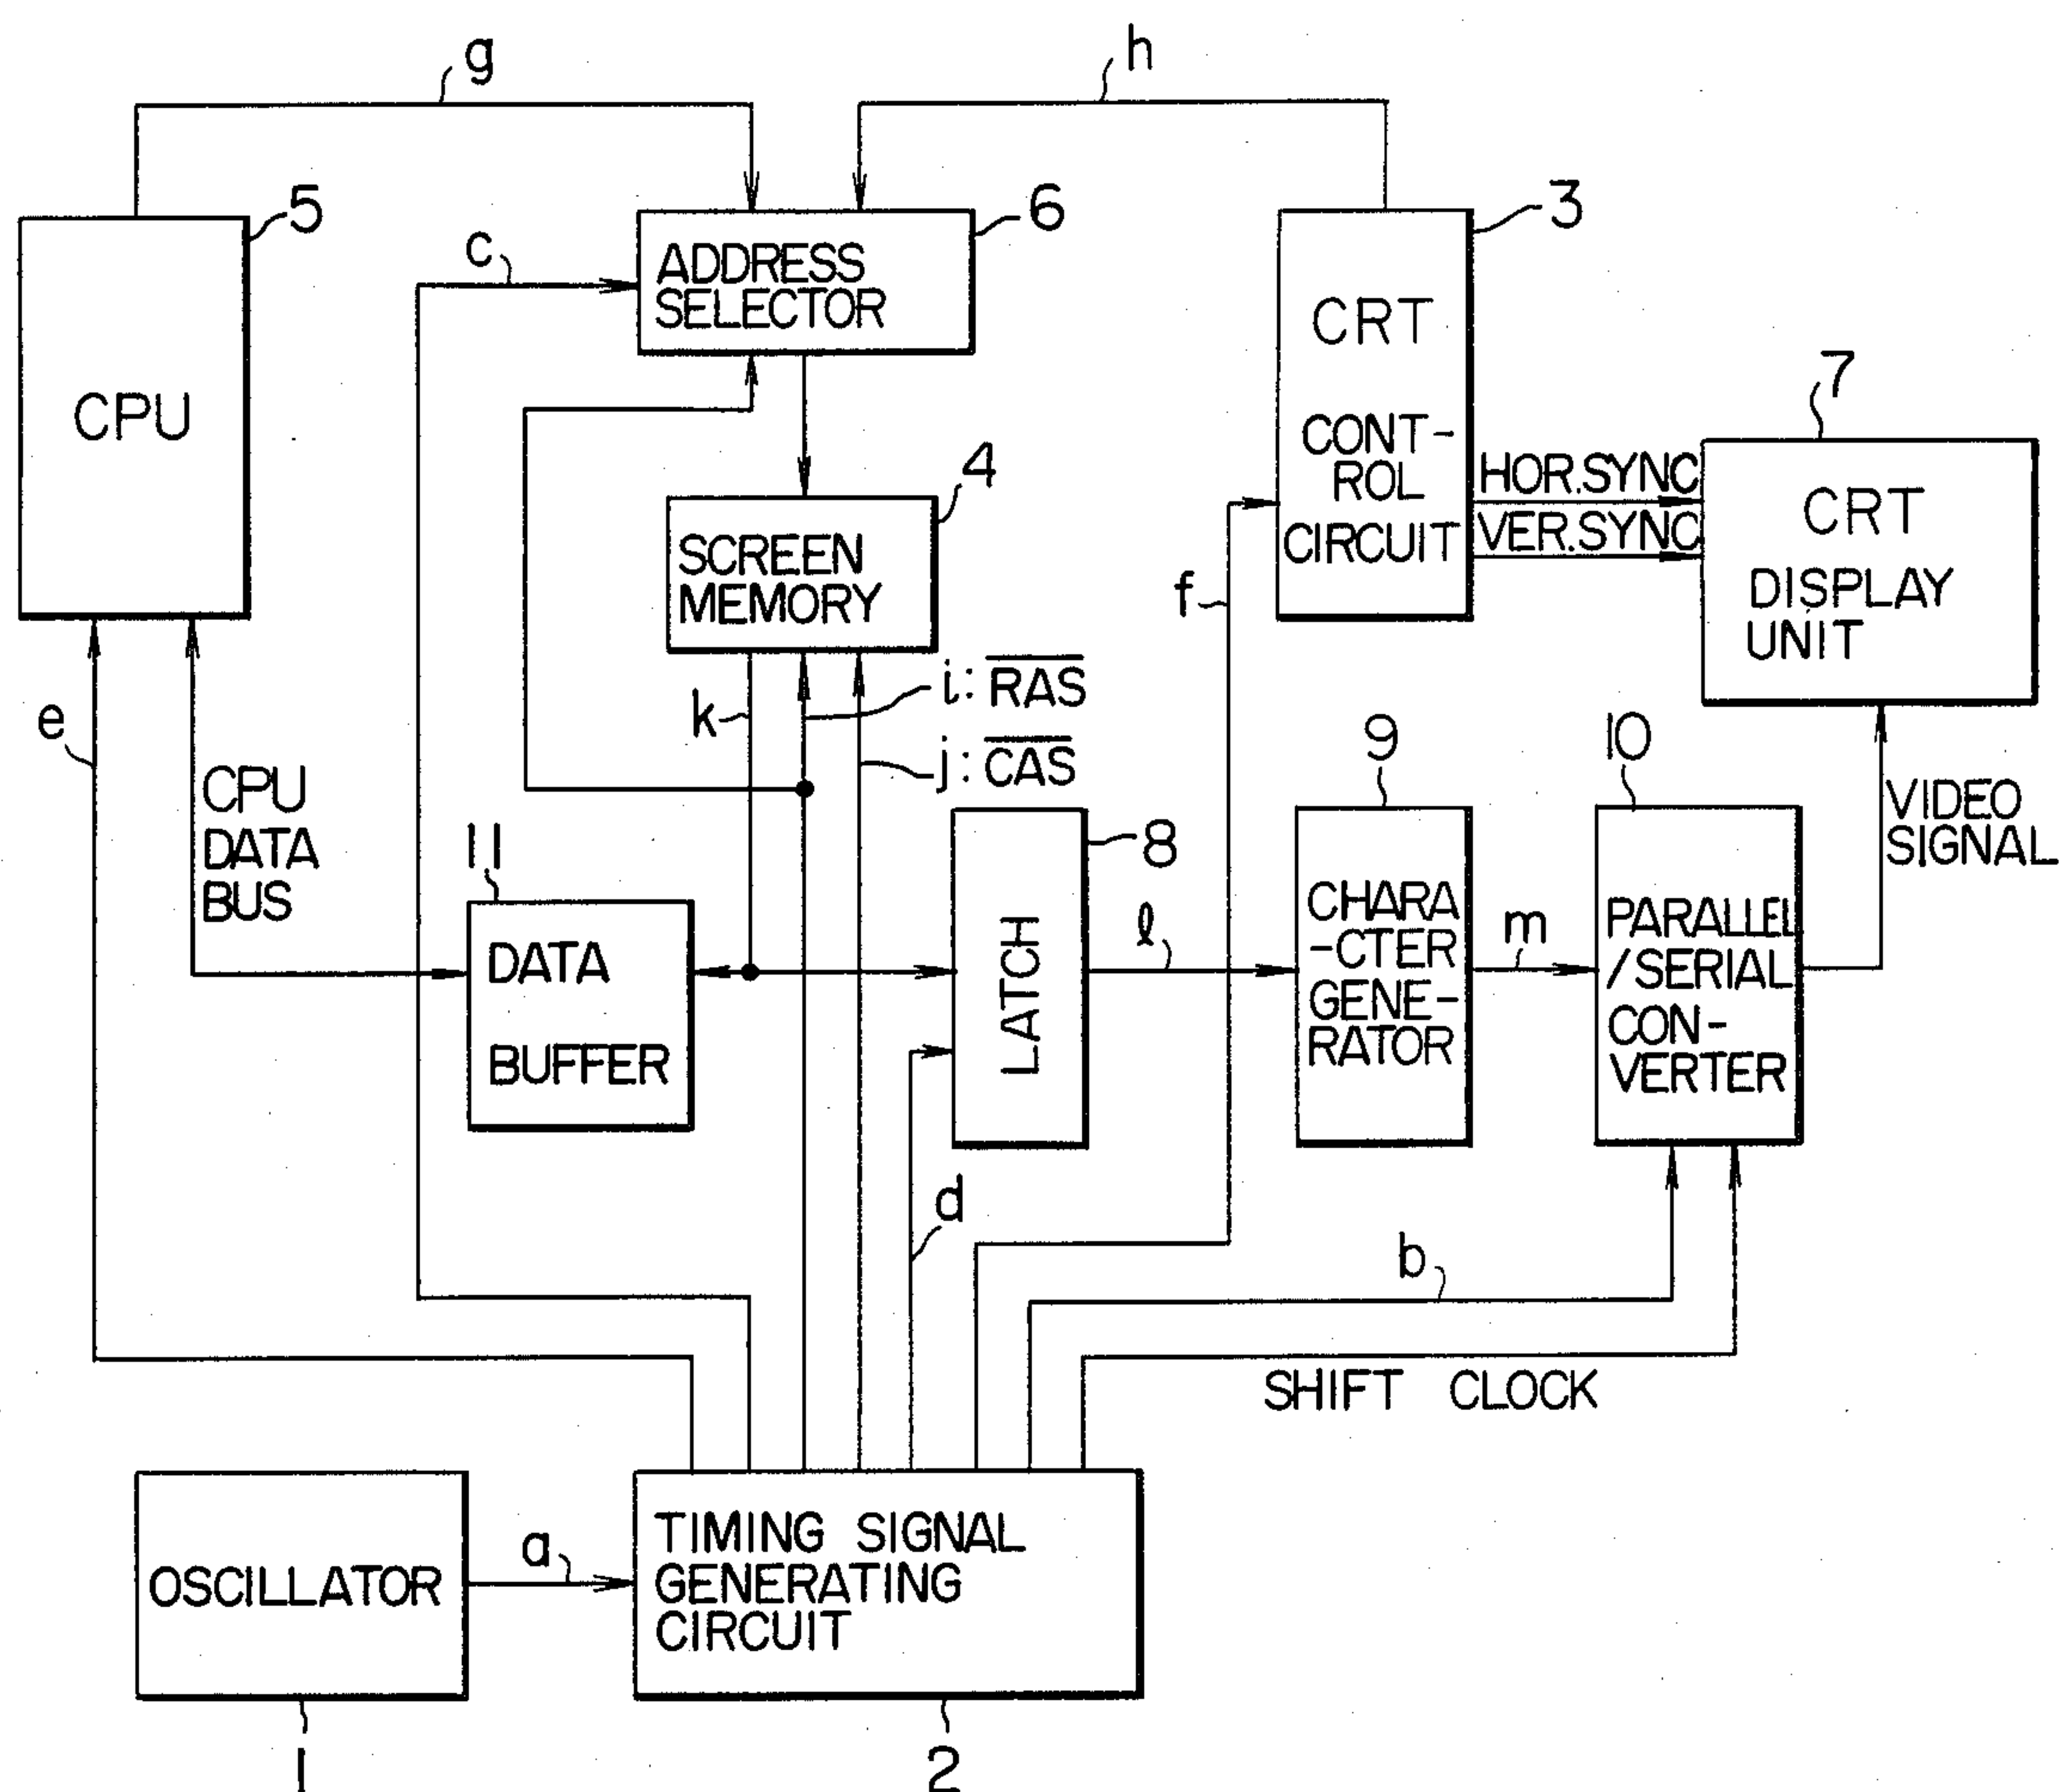 g
h
5
6
3
c
ADDRESS
SELECTOR
CRT
CONT-
ROL
CIRCUIT
7
CPU
4
HOR.SYNC
VER.SYNC
CRT
DISPLAY
UNIT
SCREEN
MEMORY
f
e
k
i: R̅A̅S̅
j: C̅A̅S̅
9
10
CPU
DATA
BUS
11
8
VIDEO
SIGNAL
DATA
BUFFER
LATCH
ℓ
CHARA
-CTER
GENE-
RATOR
m
PARALLEL
/SERIAL
CON-
VERTER
d
b
SHIFT CLOCK
OSCILLATOR
a
TIMING SIGNAL
GENERATING
CIRCUIT
1
2